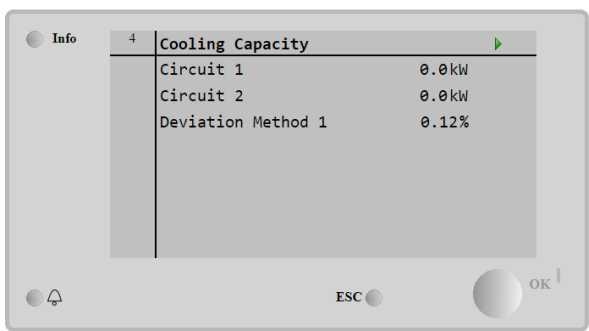 Info
4 Cooling Capacity
Circuit 1 0.0kW
Circuit 2 0.0kW
Deviation Method 1 0.12%
ESC
OK